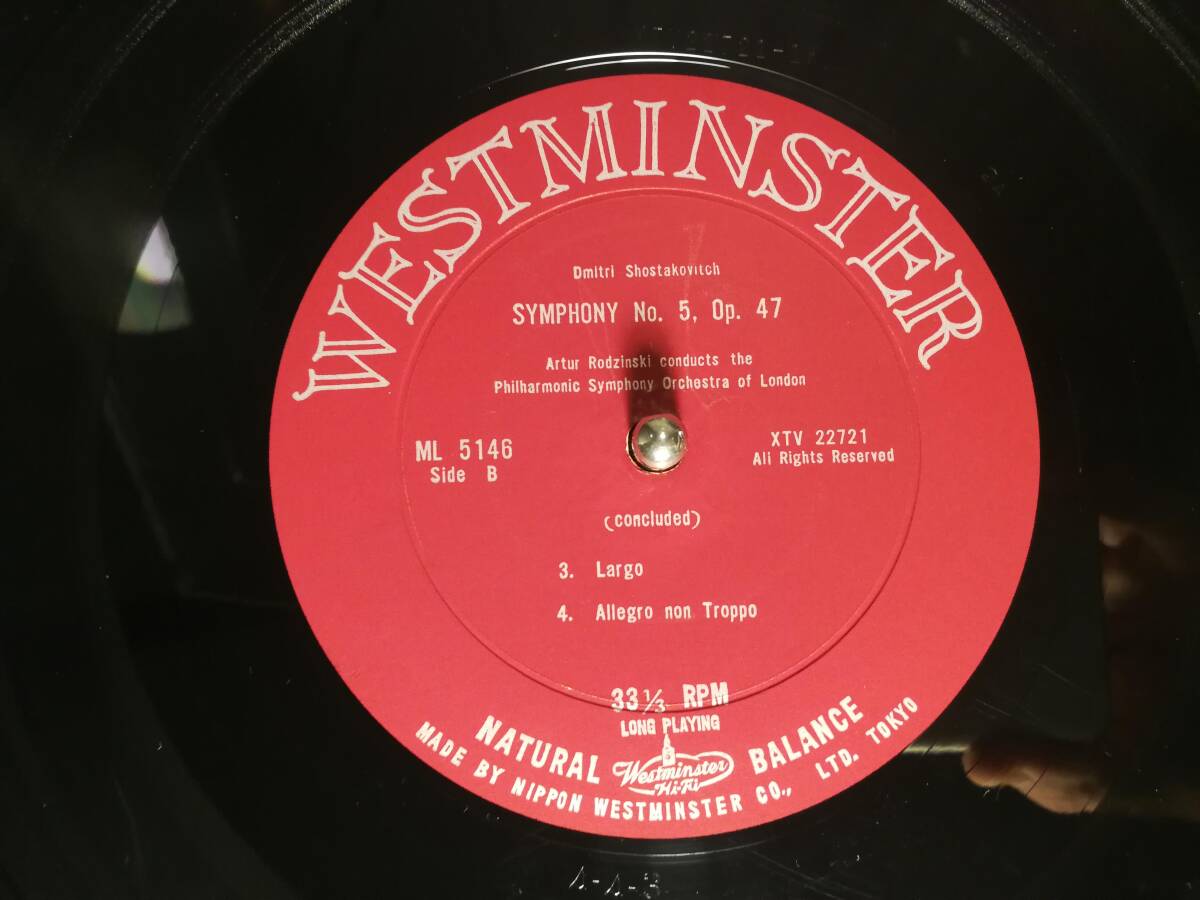 WESTMINSTER
Dmitri Shostakovitch
SYMPHONY No. 5, Op. 47
Artur Rodzinski conducts the
Philharmonic Symphony Orchestra of London
ML 5146
Side B
XTV 22721
All Rights Reserved
(concluded)
3. Largo
4. Allegro non Troppo
33⅓ RPM
LONG PLAYING
NATURAL BALANCE
Westminster
Hi-Fi
MADE BY NIPPON WESTMINSTER CO., LTD. TOKYO